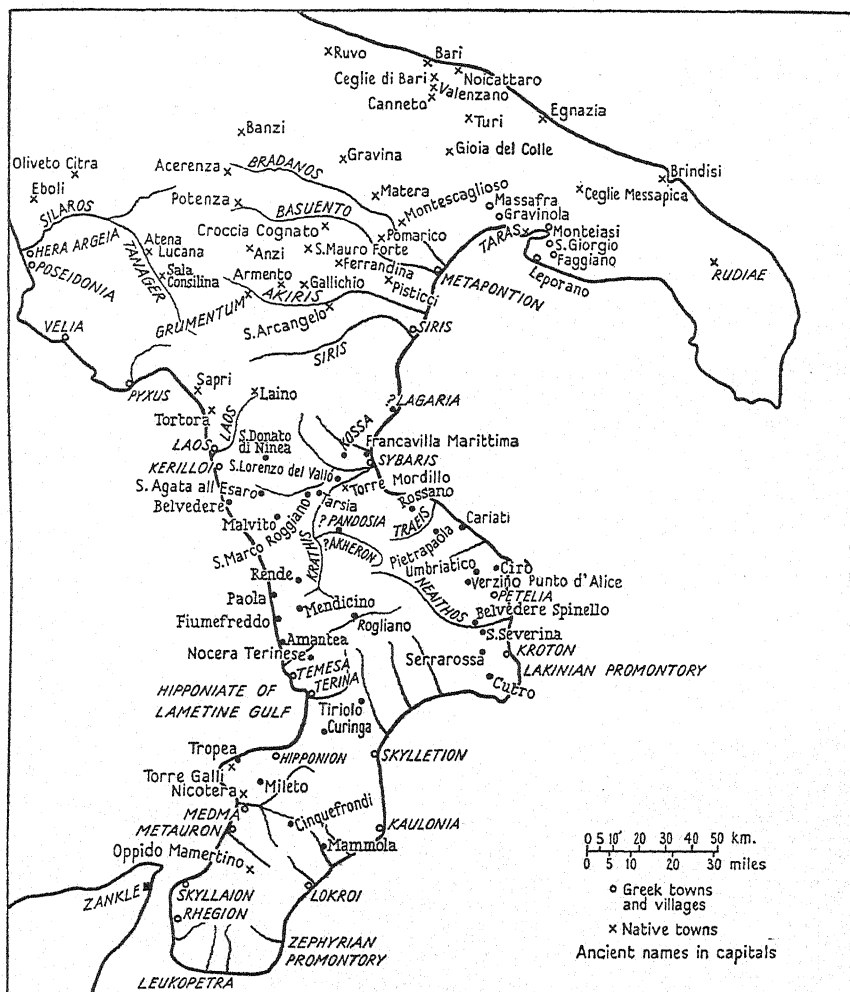 Ruvo
Bari
Ceglie di Bari
Noicattaro
Valenzano
Canneto
Egnazia
Turi
Banzi
Gioia del Colle
Gravina
Oliveto Citra
Acerenza
BRADANOS
Brindisi
Eboli
Ceglie Messapica
Matera
Potenza
Montescaglioso
Massafra
SILAROS
BASUENTO
Gravinola
Croccia Cognato
Pomarico
TARAS
Monteiasi
HERA ARGEIA
Atena
Lucana
Anzi
S. Mauro Forte
S. Giorgio
Faggiano
POSEIDONIA
TANAGER
Ferrandina
METAPONTION
Leporano
RUDIAE
Sala
Consilina
Armento
Gallichio
Pisticci
AKIRIS
GRUMENTUM
S. Arcangelo
VELIA
SIRIS
SIRIS
PYXUS
Sapri
Laino
? LAGARIA
Tortora
LAOS
KOSSA
LAOS
S. Donato
di Ninea
Francavilla Marittima
KERILLOI
S. Lorenzo del Vallo
SYBARIS
S. Agata all Esaro
Torre Mordillo
Belvedere
Tarsia
Rossano
Malvito
S. Marco Roggiano
? PANDOSIA
TRAEIS
Cariati
?AKHERON
Pietrapaola
KRATHIS
Umbriatico
Cirò
Rende
NEAITHOS
Verzino Punto d'Alice
Paola
PETELIA
Mendicino
Fiumefreddo
Rogliano
Belvedere Spinello
Amantea
S. Severina
Nocera Terinese
Serrarossa
KROTON
TEMESA
LAKINIAN PROMONTORY
TERINA
Cutro
HIPPONIATE OF
LAMETINE GULF
Tiriolo
Curinga
Tropea
HIPPONION
SKYLLETION
Torre Galli
Mileto
Nicotera
MEDMA
Cinquefrondi
METAURON
KAULONIA
Mammola
Oppido Mamertino
ZANKLE
SKYLLAION
LOKROI
RHEGION
ZEPHYRIAN
PROMONTORY
LEUKOPETRA
0 5 10 20 30 40 50 km.
0 5 10 20 30 miles
Greek towns
and villages
Native towns
Ancient names in capitals